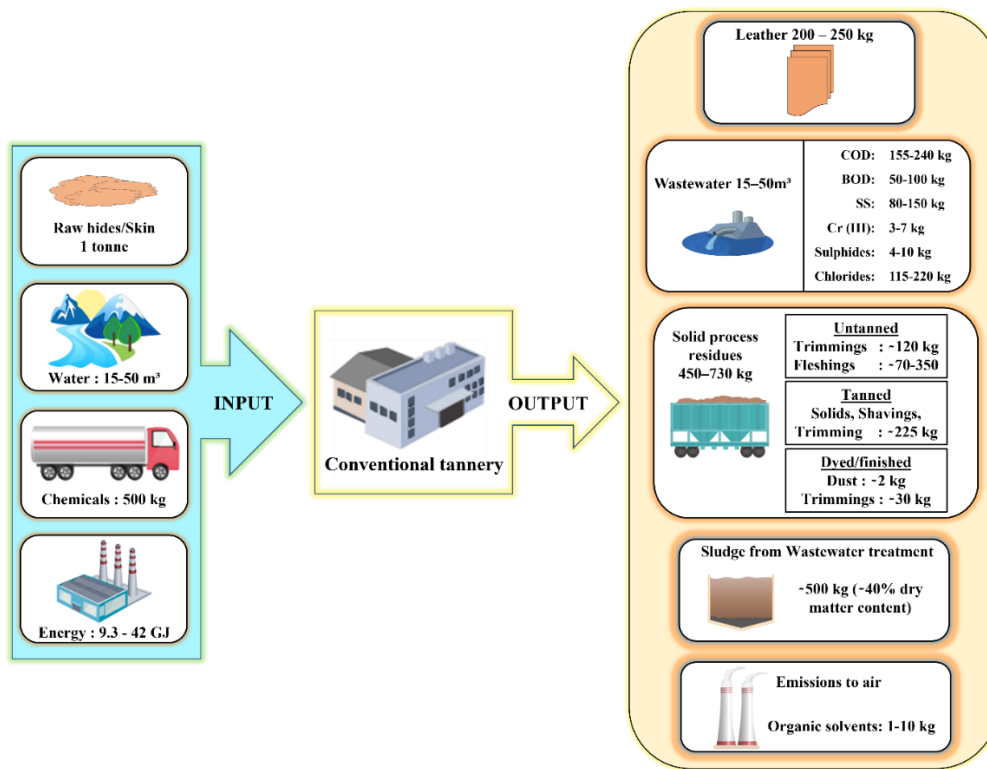 Raw hides/Skin
1 tonne
Water : 15-50 m³
Chemicals : 500 kg
Energy : 9.3 - 42 GJ
INPUT
Conventional tannery
OUTPUT
Leather 200 – 250 kg
Wastewater 15–50m³
COD: 155-240 kg
BOD: 50-100 kg
SS: 80-150 kg
Cr (III): 3-7 kg
Sulphides: 4-10 kg
Chlorides: 115-220 kg
Solid process
residues
450–730 kg
Untanned
Trimmings : ~120 kg
Fleshings : ~70-350
Tanned
Solids, Shavings,
Trimming : ~225 kg
Dyed/finished
Dust : ~2 kg
Trimmings : ~30 kg
Sludge from Wastewater treatment
~500 kg (~40% dry
matter content)
Emissions to air
Organic solvents: 1-10 kg